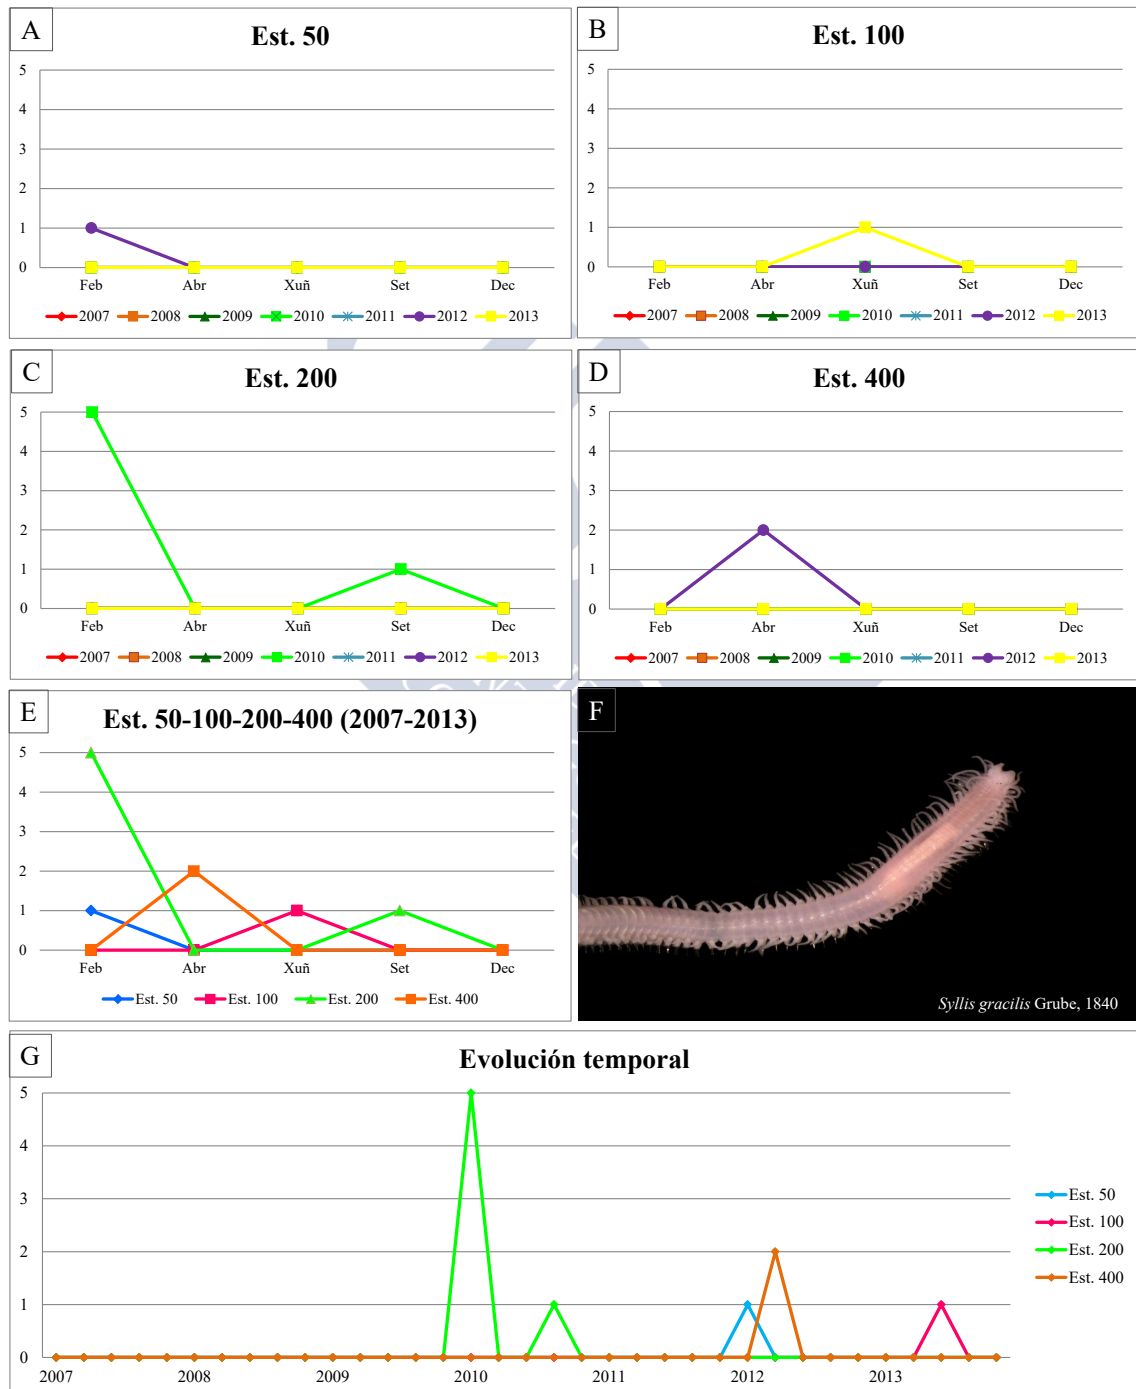 A
Est. 50
5
4
3
2
1
0
Feb Abr Xuñ Set Dec
2007 2008 2009 2010 2011 2012 2013
B
Est. 100
5
4
3
2
1
0
Feb Abr Xuñ Set Dec
2007 2008 2009 2010 2011 2012 2013
C
Est. 200
5
4
3
2
1
0
Feb Abr Xuñ Set Dec
2007 2008 2009 2010 2011 2012 2013
D
Est. 400
5
4
3
2
1
0
Feb Abr Xuñ Set Dec
2007 2008 2009 2010 2011 2012 2013
E
Est. 50-100-200-400 (2007-2013)
5
4
3
2
1
0
Feb Abr Xuñ Set Dec
Est. 50 Est. 100 Est. 200 Est. 400
F
Syllis gracilis Grube, 1840
G
Evolución temporal
5
4
3
2
1
0
2007 2008 2009 2010 2011 2012 2013
Est. 50
Est. 100
Est. 200
Est. 400